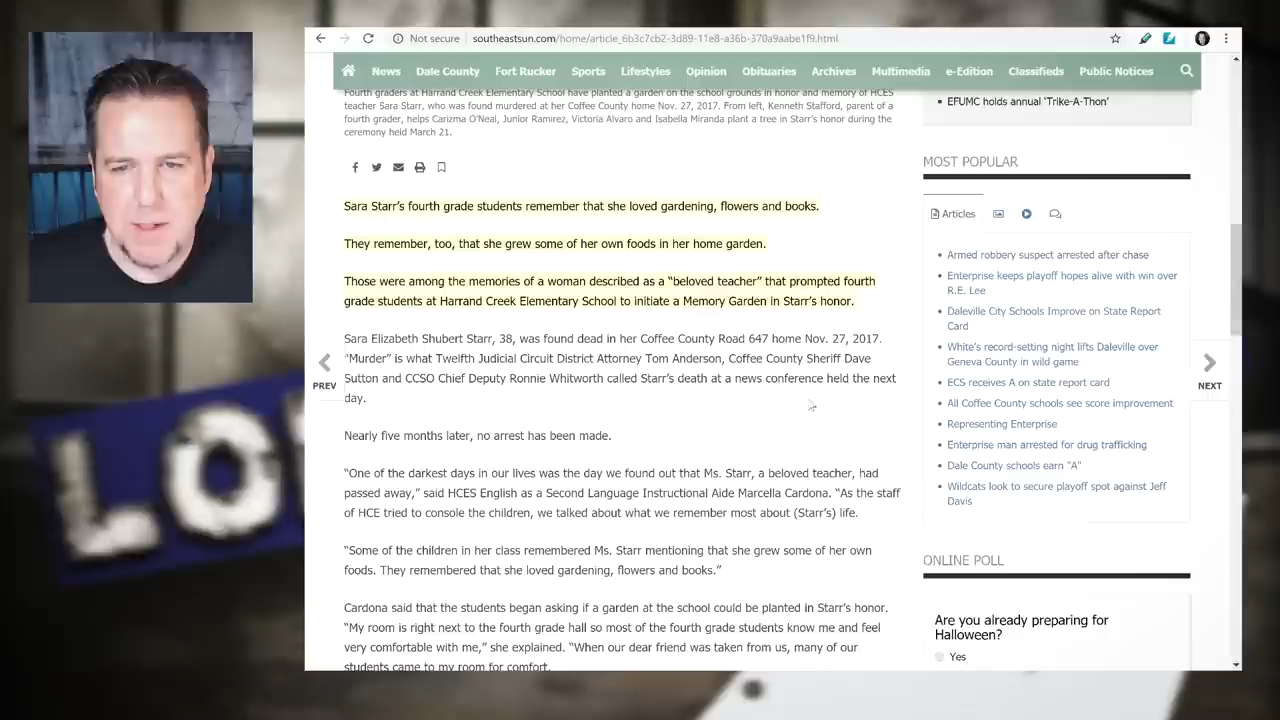 Not secure
southeastsun.com/home/article_6b3c7cb2-3d89-11e8-a36b-370a9aabe1f9.html
News Dale County Fort Rucker Sports Lifestyles Opinion Obituaries Archives Multimedia e-Edition Classifieds Public Notices
Fourth graders at Harrand Creek Elementary School have planted a garden on the school grounds in honor and memory of HCES
teacher Sara Starr, who was found murdered at her Coffee County home Nov. 27, 2017. From left, Kenneth Stafford, parent of a
fourth grader, helps Carizma O'Neal, Junior Ramirez, Victoria Alvaro and Isabella Miranda plant a tree in Starr's honor during the
ceremony held March 21.
Sara Starr's fourth grade students remember that she loved gardening, flowers and books.
They remember, too, that she grew some of her own foods in her home garden.
Those were among the memories of a woman described as a “beloved teacher” that prompted fourth
grade students at Harrand Creek Elementary School to initiate a Memory Garden in Starr's honor.
Sara Elizabeth Shubert Starr, 38, was found dead in her Coffee County Road 647 home Nov. 27, 2017.
“Murder” is what Twelfth Judicial Circuit District Attorney Tom Anderson, Coffee County Sheriff Dave
Sutton and CCSO Chief Deputy Ronnie Whitworth called Starr's death at a news conference held the next
day.
Nearly five months later, no arrest has been made.
“One of the darkest days in our lives was the day we found out that Ms. Starr, a beloved teacher, had
passed away,” said HCES English as a Second Language Instructional Aide Marcella Cardona. “As the staff
of HCE tried to console the children, we talked about what we remember most about (Starr's) life.
“Some of the children in her class remembered Ms. Starr mentioning that she grew some of her own
foods. They remembered that she loved gardening, flowers and books.”
Cardona said that the students began asking if a garden at the school could be planted in Starr's honor.
“My room is right next to the fourth grade hall so most of the fourth grade students know me and feel
very comfortable with me,” she explained. “When our dear friend was taken from us, many of our
students came to my room for comfort.
PREV
NEXT
EFUMC holds annual 'Trike-A-Thon'
MOST POPULAR
Articles
Armed robbery suspect arrested after chase
Enterprise keeps playoff hopes alive with win over
R.E. Lee
Daleville City Schools Improve on State Report
Card
White's record-setting night lifts Daleville over
Geneva County in wild game
ECS receives A on state report card
All Coffee County schools see score improvement
Representing Enterprise
Enterprise man arrested for drug trafficking
Dale County schools earn "A"
Wildcats look to secure playoff spot against Jeff
Davis
ONLINE POLL
Are you already preparing for
Halloween?
Yes
LO